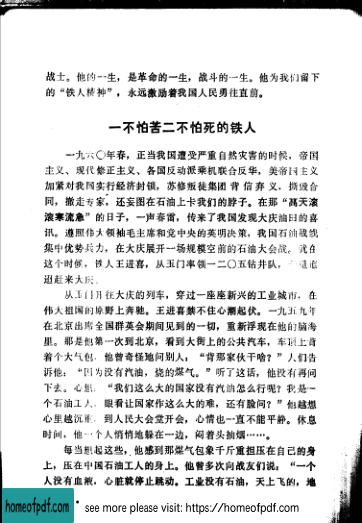 战士。他的一生，是革命的一生，战斗的一生。他为我们留下
的“铁人精神”，永远激励着我国人民勇往直前。
一不怕苦二不怕死的铁人
一九六〇年春，正当我国遭受严重自然灾害的时候，帝国
主义、现代修正主义、各国反动派乘机联合反华，美帝国主义
加紧对我国实行经济封锁，苏修叛徒集团背信弃义，撕毁合
同，撤走专家，还妄图在石油上卡我们的脖子。在那“高天滚
滚寒流急”的日子，一声春雷，传来了我国发现大庆油田的喜
讯。遵照伟大领袖毛主席和党中央的英明决策，我国石油战线
集中优势兵力，在大庆展开一场规模空前的石油大会战。就在
这个时候，铁人王进喜，从玉门率领一二〇五钻井队，
迢赶来大庆
从玉门开往大庆的列车，穿过一座座新兴的工业城市，在
伟大祖国的原野上奔驰。王进喜禁不住心潮起伏。一九五九年
在北京出席全国群英会期间见到的一切，重新浮现在他的脑海
里。那是他第一次到北京，看到大街上的公共汽车，车顶上背
着个大气包，他曾奇怪地问别人：“背那家伙干啥？”人们告
诉他：“因为没有汽油，烧的煤气。”听了这话，他没有再问
下去。心想：“我们这么大的国家没有汽油怎么行呢？我是一
个石油工人，眼看让国家作这么大的难，还有脸问？”他越想
心里越沉重，到人民大会堂开会，心情也一直不能平静。休息
时间，他一个人悄悄地躲在一边，闷着头抽烟……。
每当想起这些，他感到那煤气包象千斤重担压在自己的身
上，压在中国石油工人的身上。他曾多次向战友们说：“一个
人没有血液，心脏就停止跳动。工业没有石油，天上飞的，地
homeofpdf.com
see more please visit: https://homeofpdf.com
homeofpdf.com